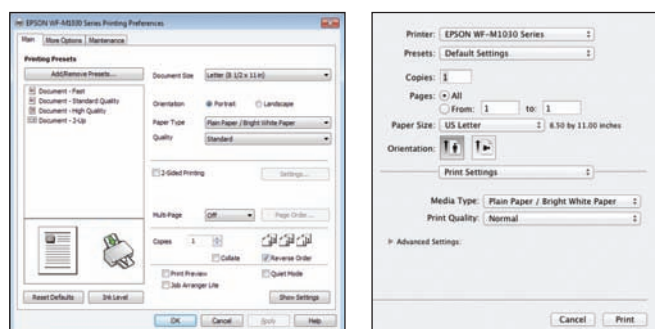 EPSON WF-M1030 Series Printing Preferences
Main More Options Maintenance
Printing Presets
Add/Remove Presets...
Document - Fast
Document - Standard Quality
Document - High Quality
Document - 2-Up
Document Size Letter (8 1/2 x 11 in)
Orientation Portrait Landscape
Paper Type Plain Paper / Bright White Paper
Quality Standard
2-Sided Printing Settings...
Multi-Page Off Page Order...
Copies 1
Collate Reverse Order
Print Preview Quiet Mode
Job Arranger Lite
Reset Defaults Ink Level Show Settings
OK Cancel Apply Help
Printer: EPSON WF-M1030 Series
Presets: Default Settings
Copies: 1
Pages: All
From: 1 to: 1
Paper Size: US Letter 8.50 by 11.00 inches
Orientation:
Print Settings
Media Type: Plain Paper / Bright White Paper
Print Quality: Normal
Advanced Settings:
Cancel Print